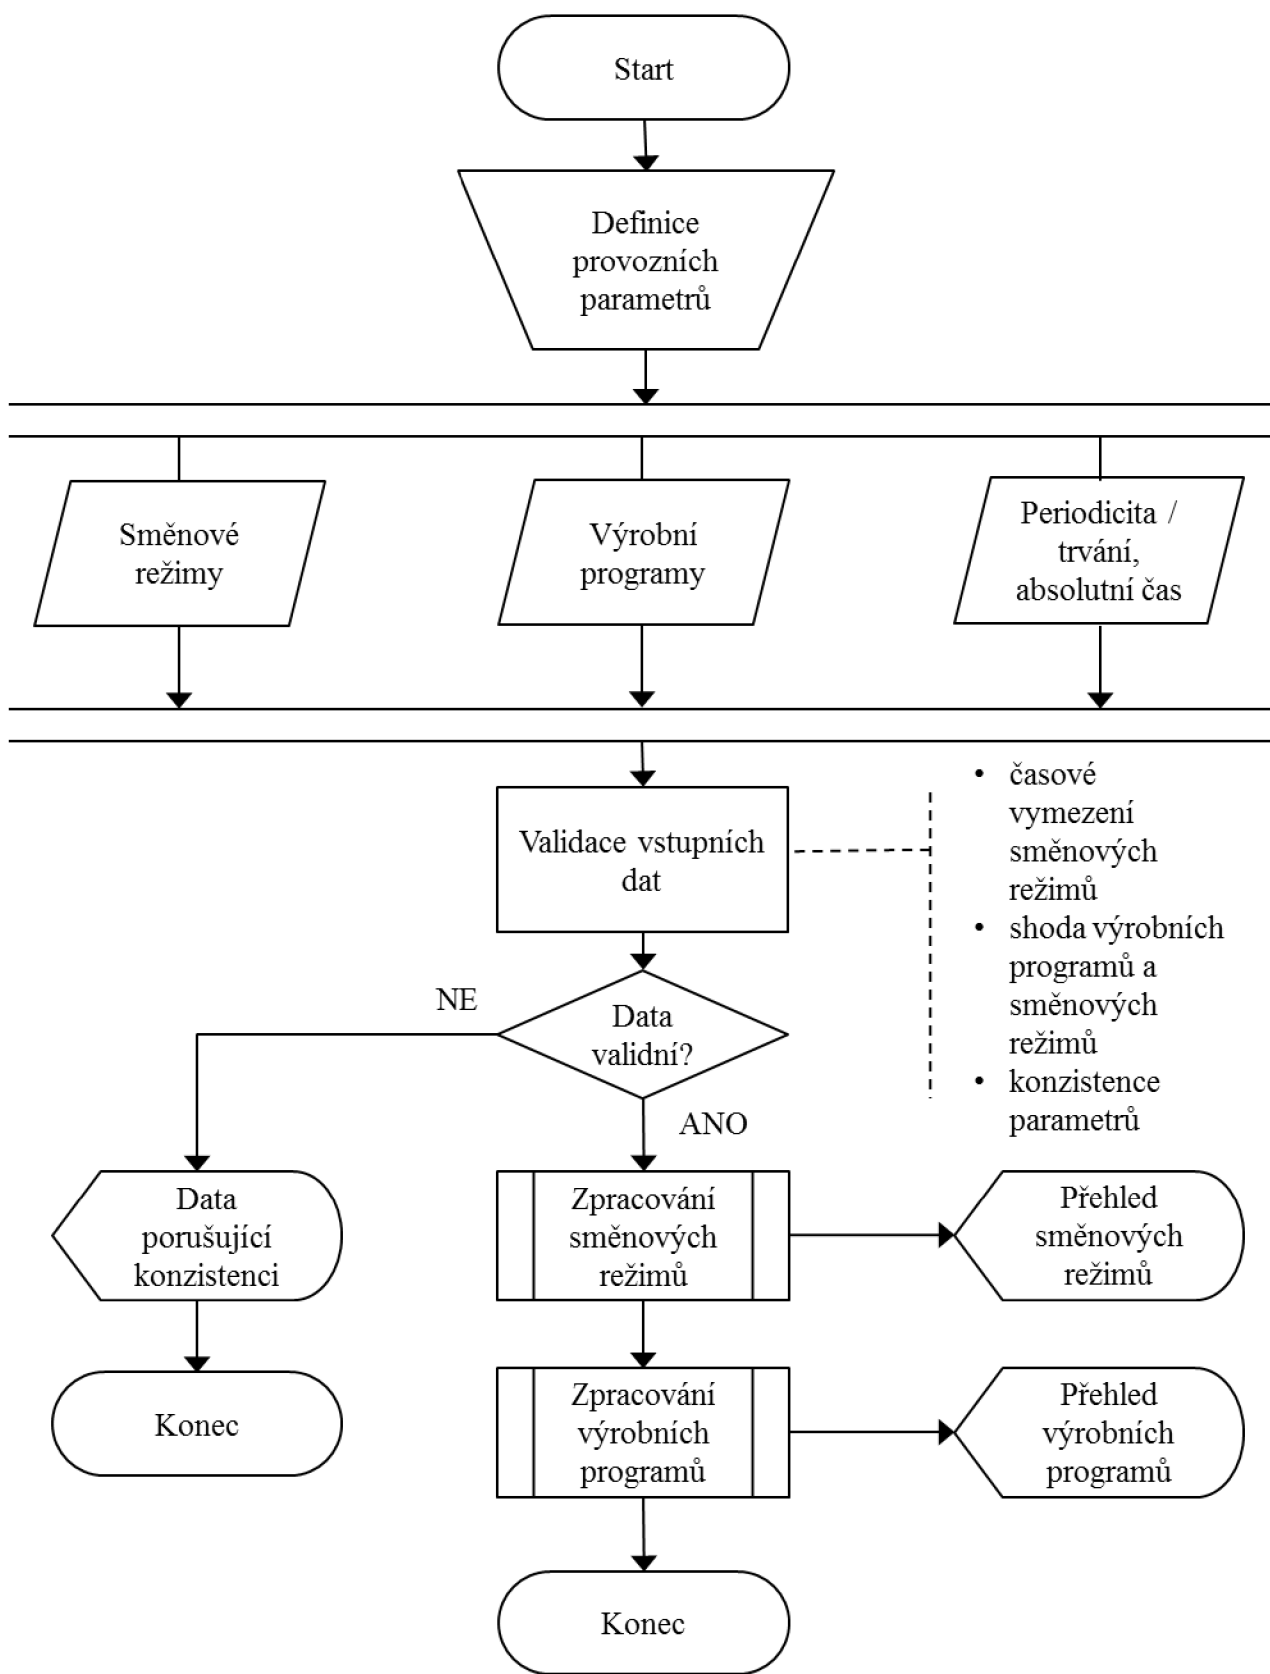 Start
Definice
provozních
parametrů
Směnové
režimy
Výrobní
programy
Periodicita /
trvání,
absolutní čas
Validace vstupních
dat
• časové
vymezení
směnových
režimů
• shoda výrobních
programů a
směnových
režimů
• konzistence
parametrů
NE
Data
validní?
ANO
Data
porušující
konzistenci
Zpracování
směnových
režimů
Přehled
směnových
režimů
Konec
Zpracování
výrobních
programů
Přehled
výrobních
programů
Konec